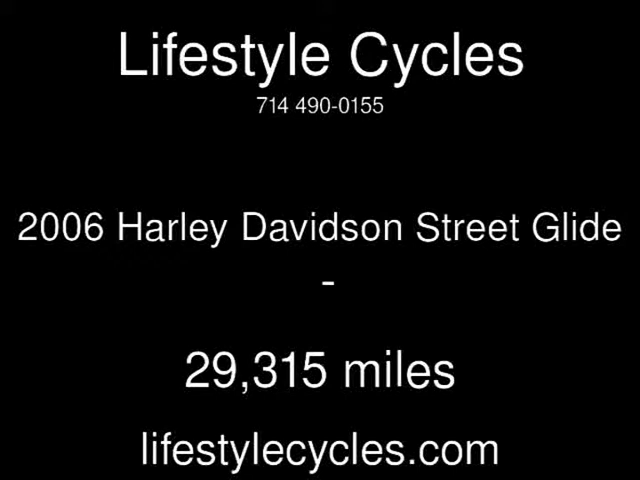 Lifestyle Cycles
714 490-0155
2006 Harley Davidson Street Glide
-
29,315 miles
lifestylecycles.com